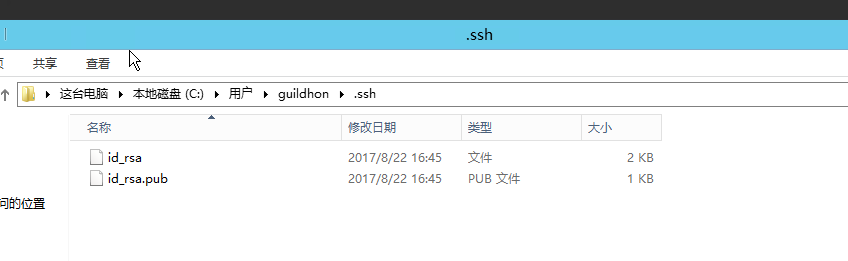 .ssh
共享 查看
这台电脑 本地磁盘 (C:) 用户 guildhon .ssh
名称 修改日期 类型 大小
id_rsa 2017/8/22 16:45 文件 2 KB
id_rsa.pub 2017/8/22 16:45 PUB 文件 1 KB
问的位置